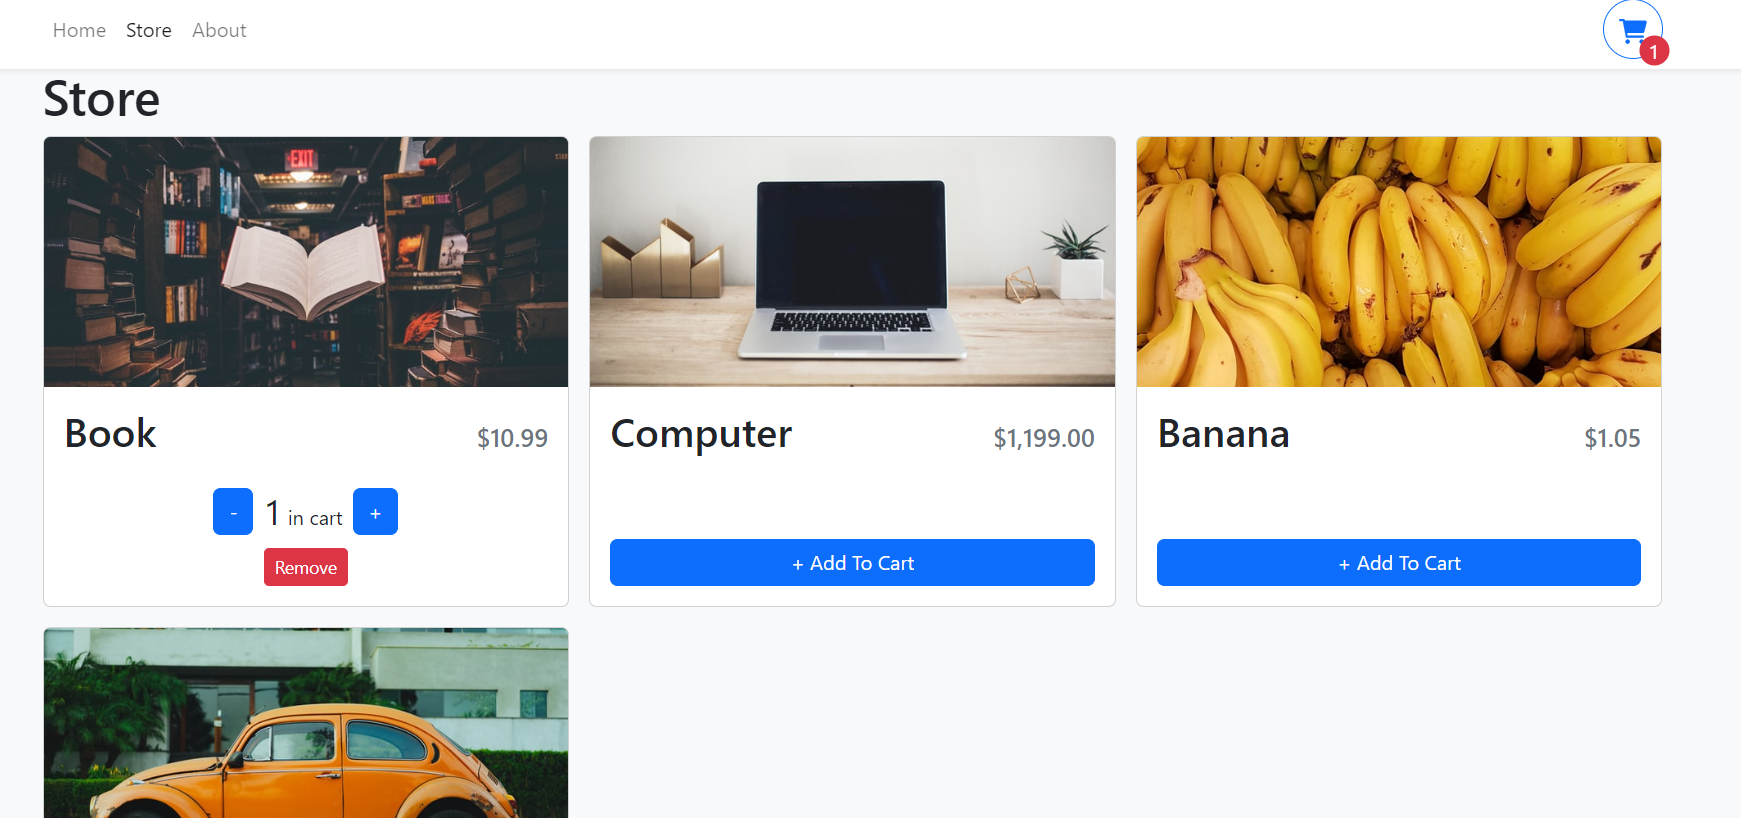 Home Store About
1
Store
EXIT
Book $10.99
- 1 in cart +
Remove
Computer $1,199.00
+ Add To Cart
Banana $1.05
+ Add To Cart